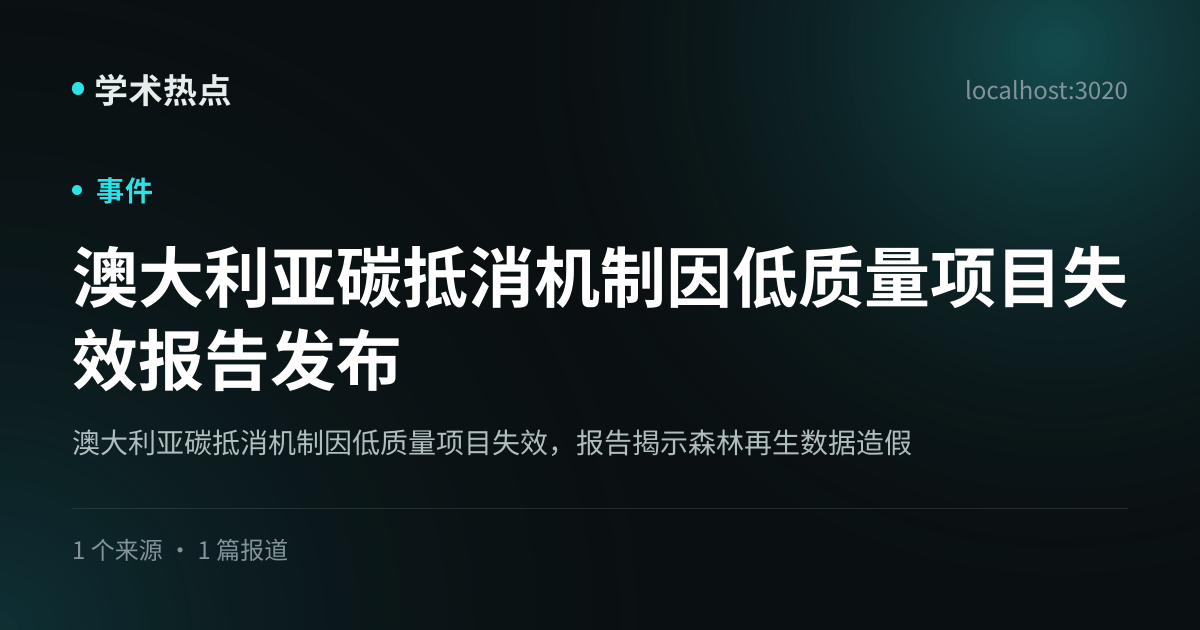 学术热点
localhost:3020
事件
澳大利亚碳抵消机制因低质量项目失
效报告发布
澳大利亚碳抵消机制因低质量项目失效，报告揭示森林再生数据造假
1 个来源 · 1 篇报道